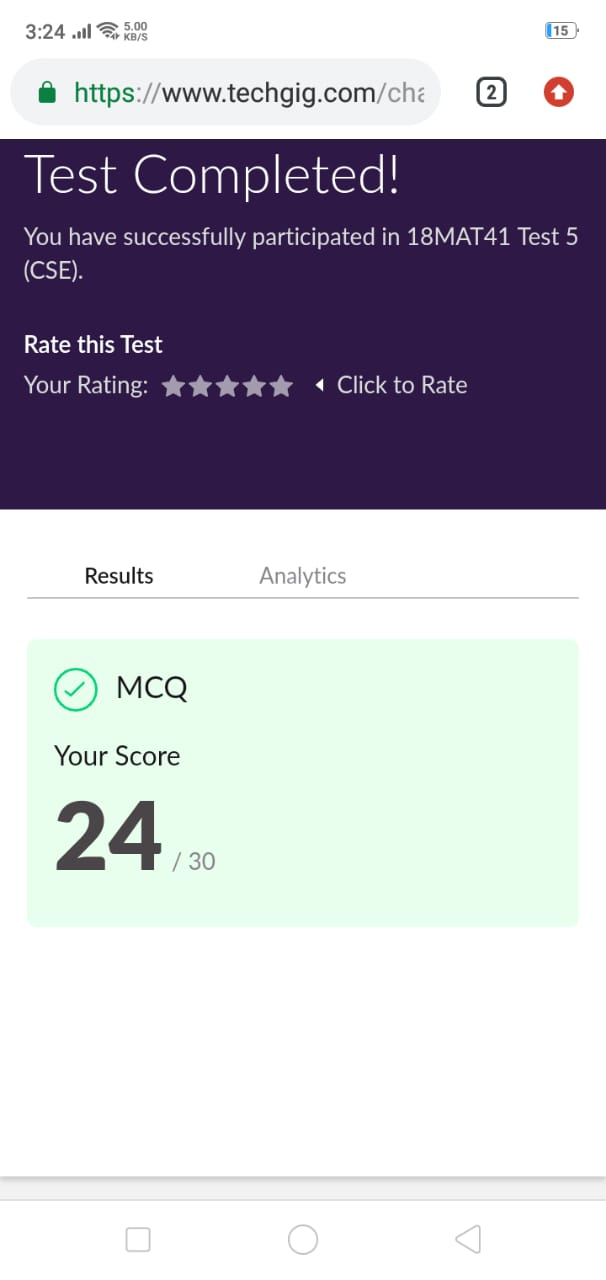 3:24 5.00 KB/S 15
https://www.techgig.com/cha 2
Test Completed!
You have successfully participated in 18MAT41 Test 5
(CSE).
Rate this Test
Your Rating: Click to Rate
Results Analytics
MCQ
Your Score
24 / 30